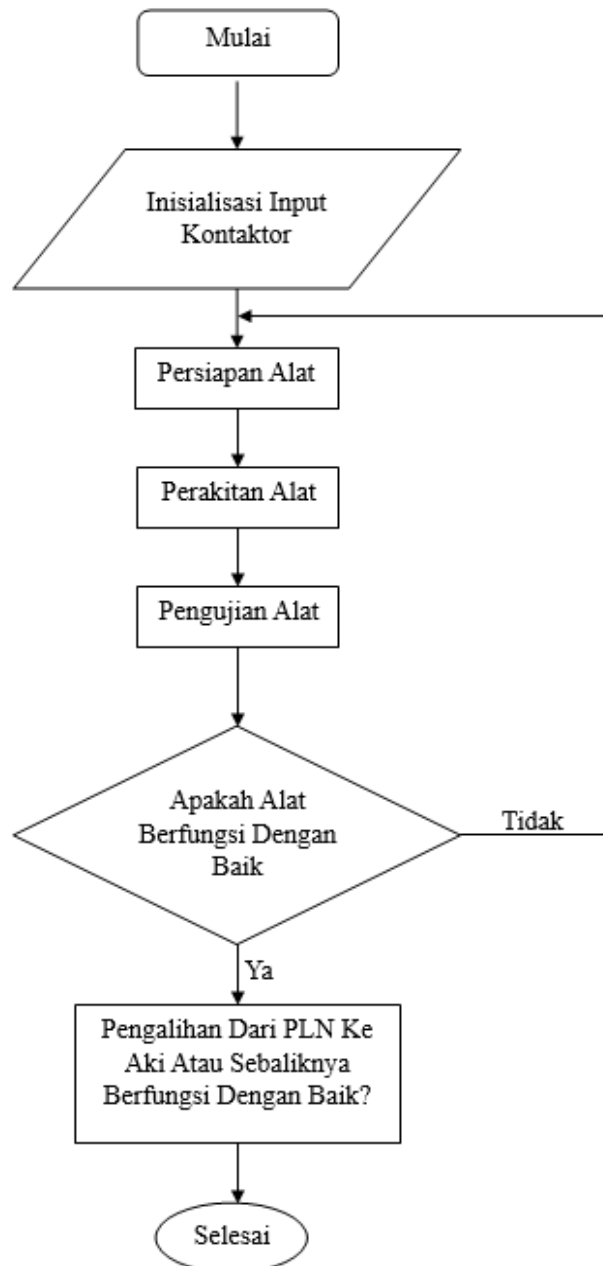 Mulai
Inisialisasi Input
Kontaktor
Persiapan Alat
Perakitan Alat
Pengujian Alat
Apakah Alat
Berfungsi Dengan
Baik
Tidak
Ya
Pengalihan Dari PLN Ke
Aki Atau Sebaliknya
Berfungsi Dengan Baik?
Selesai